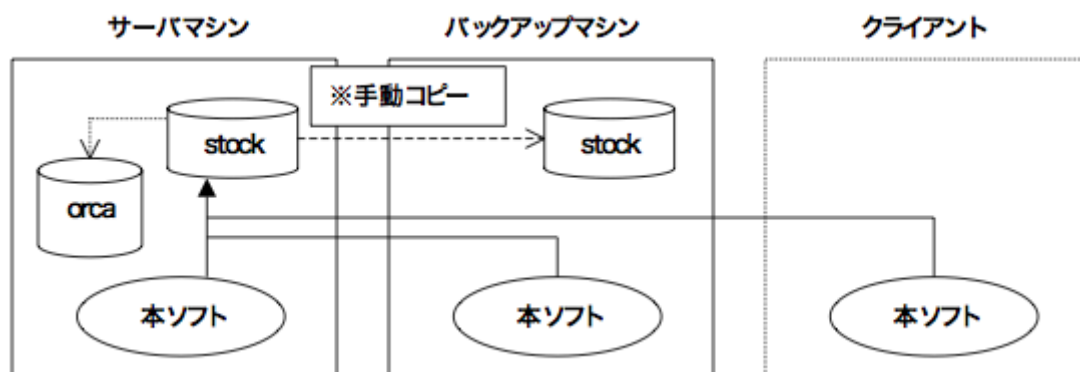 サーバマシン
バックアップマシン
クライアント
※手動コピー
stock
stock
orca
本ソフト
本ソフト
本ソフト